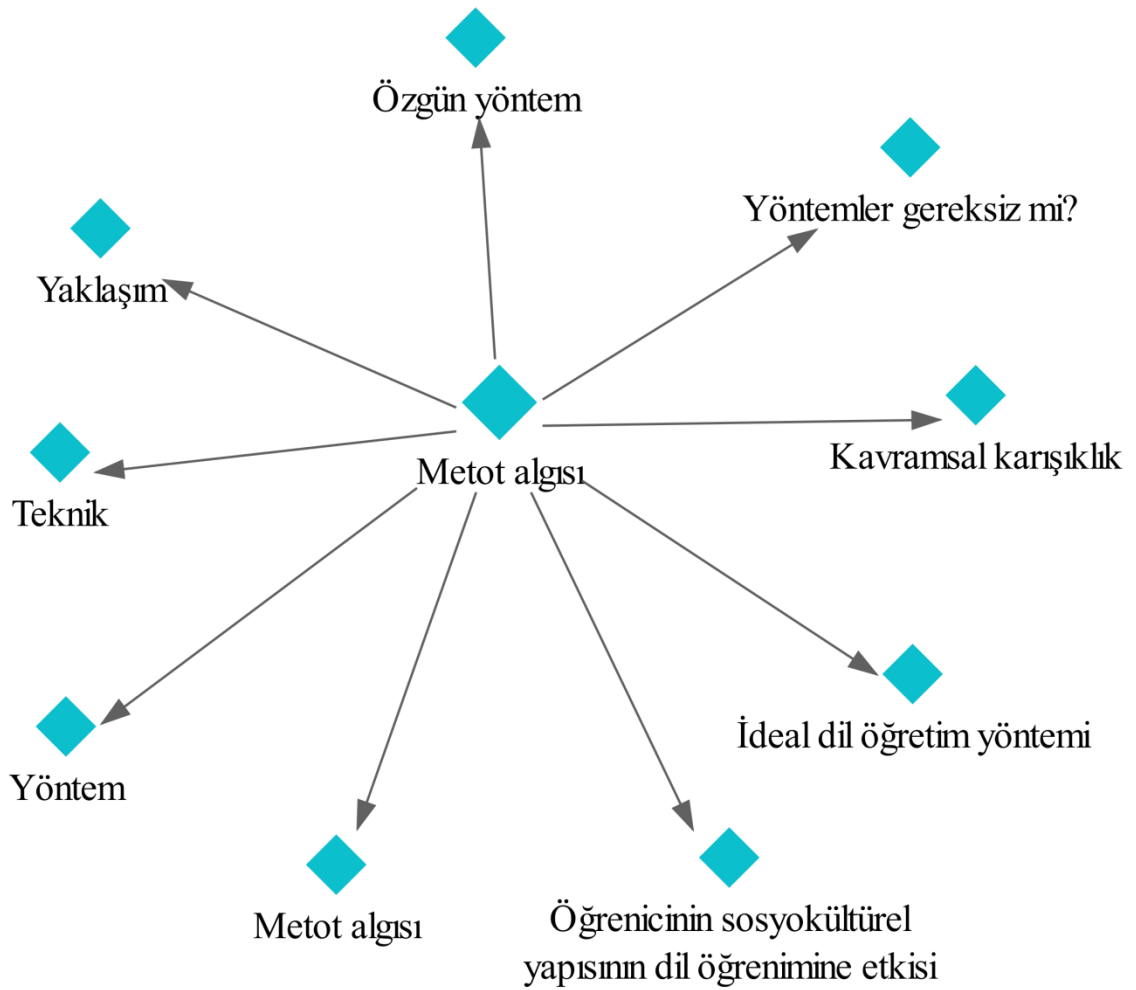 Özgün yöntem
Yöntemler gereksiz mi?
Yaklaşım
Kavramsal karışıklık
Metot algısı
Teknik
İdeal dil öğretim yöntemi
Yöntem
Metot algısı
Öğrenicinin sosyokültürel
yapısının dil öğrenimine etkisi